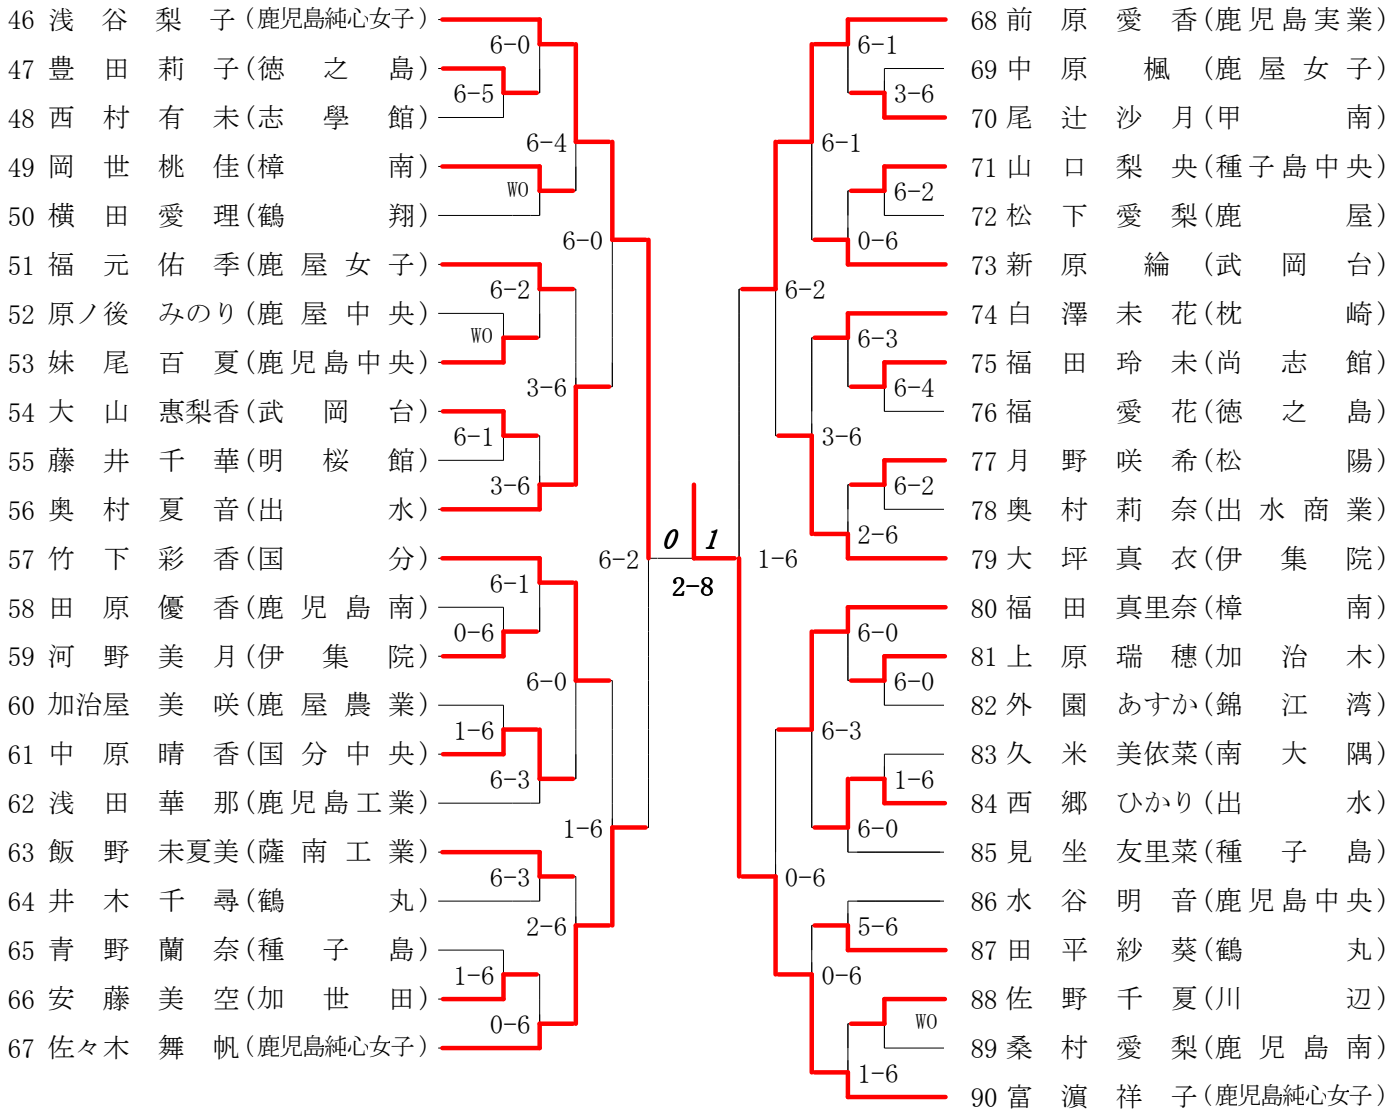 46 浅谷梨子(鹿児島純心女子)
47 豊田莉子(徳之島)
48 西村有未(志學館)
49 岡世桃佳(樟南)
50 横田愛理(鶴翔)
51 福元佑季(鹿屋女子)
52 原ノ後 みのり(鹿屋中央)
53 妹尾百夏(鹿児島中央)
54 大山 惠梨香(武岡台)
55 藤井千華(明桜館)
56 奥村夏音(出水)
57 竹下彩香(国分)
58 田原優香(鹿児島南)
59 河野美月(伊集院)
60 加治屋 美咲(鹿屋農業)
61 中原晴香(国分中央)
62 浅田華那(鹿児島工業)
63 飯野 未夏美(薩南工業)
64 井木千尋(鶴丸)
65 青野蘭奈(種子島)
66 安藤美空(加世田)
67 佐々木 舞帆(鹿児島純心女子)
6-0
6-5
6-4
WO
6-0
6-2
WO
3-6
6-1
3-6
6-2
6-1
0-6
6-0
1-6
6-3
1-6
6-3
2-6
1-6
0-6
0 1
2-8
68 前原愛香(鹿児島実業)
69 中原 楓(鹿屋女子)
70 尾辻沙月(甲南)
71 山口梨央(種子島中央)
72 松下愛梨(鹿屋)
73 新原 綸(武岡台)
74 白澤未花(枕崎)
75 福田玲未(尚志館)
76 福 愛花(徳之島)
77 月野咲希(松陽)
78 奥村莉奈(出水商業)
79 大坪真衣(伊集院)
80 福田 真里奈(樟南)
81 上原瑞穂(加治木)
82 外園 あすか(錦江湾)
83 久米 美依菜(南大隅)
84 西郷 ひかり(出水)
85 見坐 友里菜(種子島)
86 水谷明音(鹿児島中央)
87 田平紗葵(鶴丸)
88 佐野千夏(川辺)
89 桑村愛梨(鹿児島南)
90 富濵祥子(鹿児島純心女子)
6-1
3-6
6-1
6-2
0-6
6-2
6-3
6-4
3-6
6-2
2-6
1-6
6-0
6-0
6-3
1-6
6-0
0-6
5-6
0-6
WO
1-6